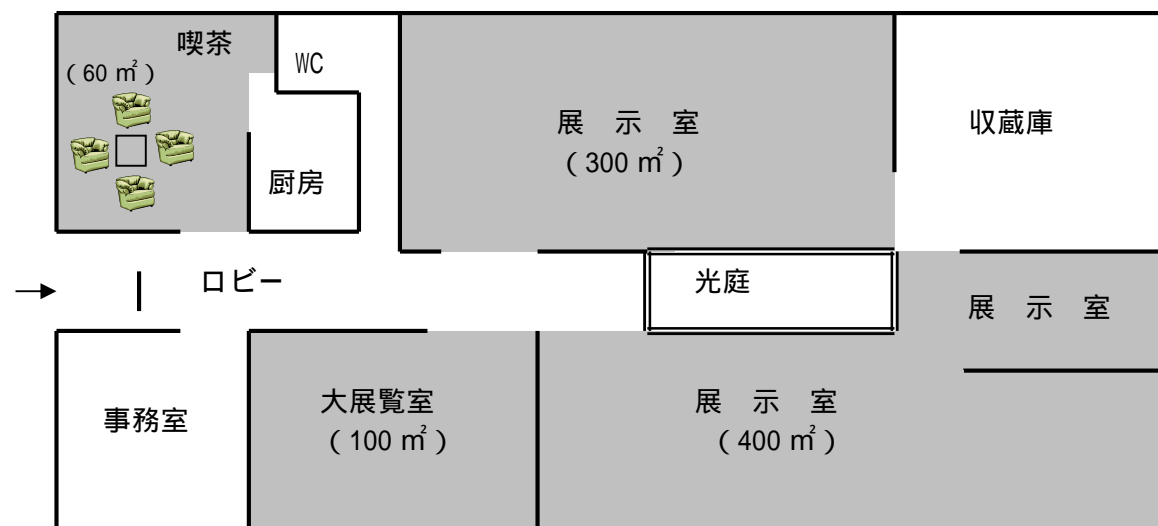 喫茶
（60 ㎡）
WC
厨房
展 示 室
（300 ㎡）
収蔵庫
ロビー
光庭
展 示 室
事務室
大展覧室
（100 ㎡）
展 示 室
（400 ㎡）